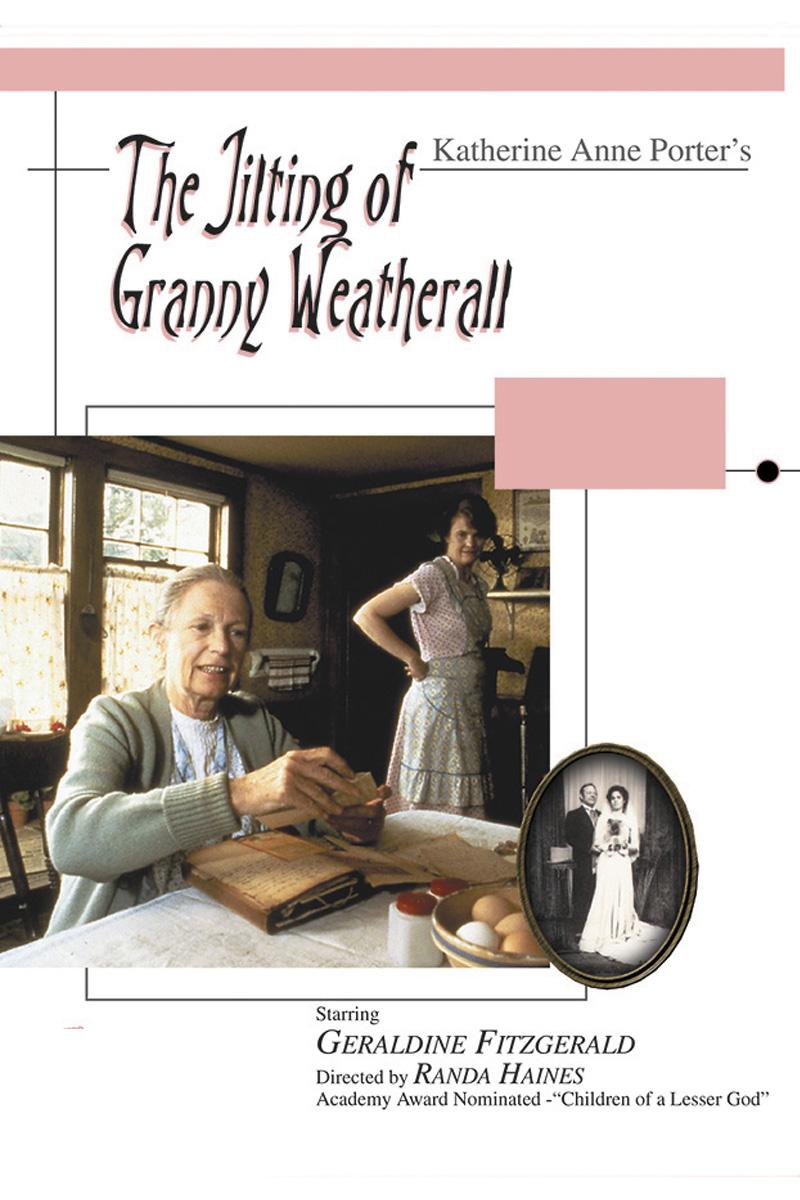 Katherine Anne Porter's
The Jilting of
Granny Weatherall
Starring
GERALDINE FITZGERALD
Directed by RANDA HAINES
Academy Award Nominated -“Children of a Lesser God”